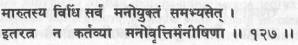 मारुतस्य विधिं सर्वं मनोयुक्तं समभ्यसेत् ।
इतरत्र न कर्तव्या मनोवृत्तिर्मनीषिणा ।। १२७ ।।